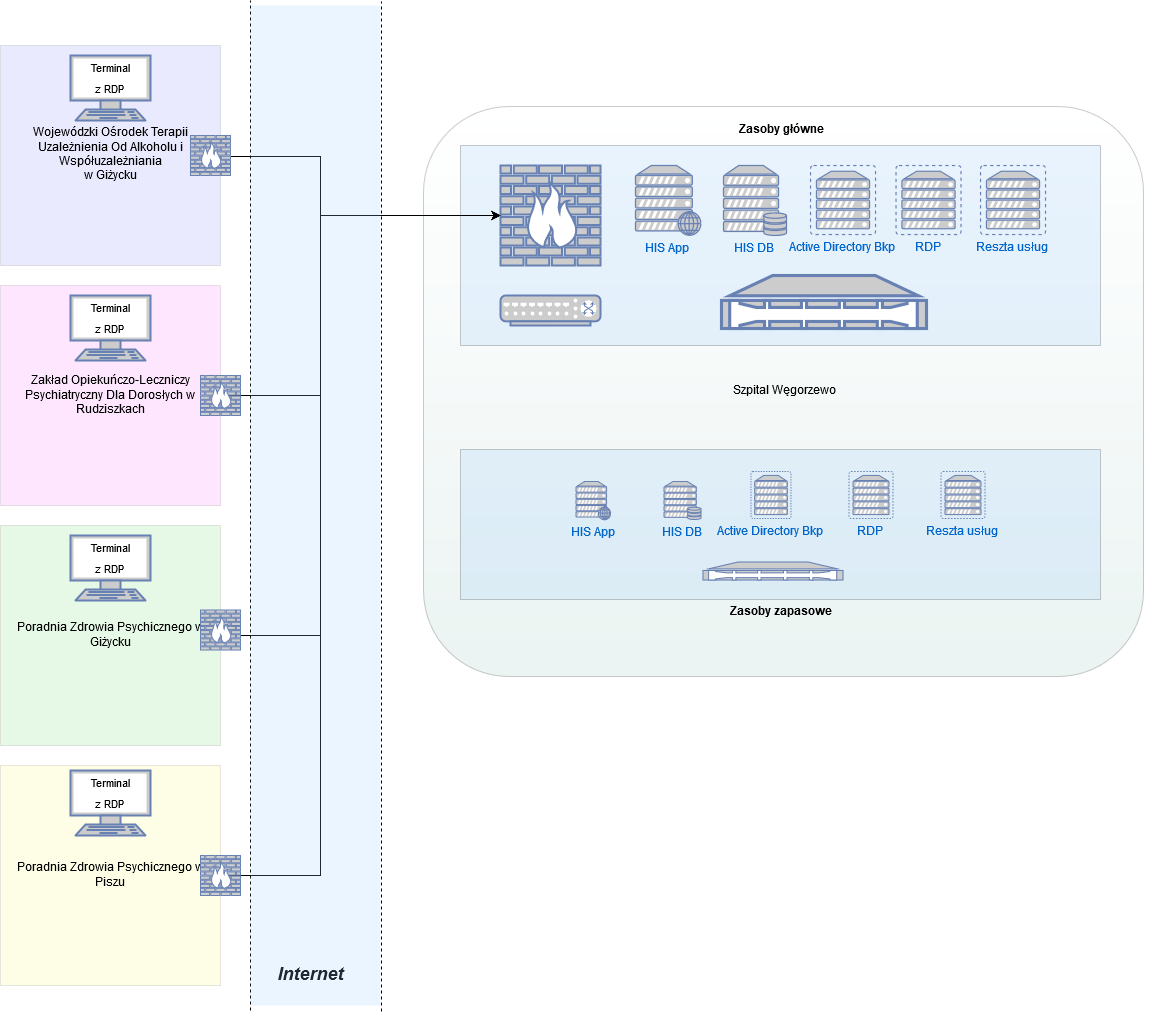 Terminal
z RDP
Wojewódzki Ośrodek Terapii
Uzależnienia Od Alkoholu i
Współuzależniania
w Giżycku
Terminal
z RDP
Zakład Opiekuńczo-Leczniczy
Psychiatryczny Dla Dorosłych w
Rudziszkach
Terminal
z RDP
Poradnia Zdrowia Psychicznego w
Giżycku
Terminal
z RDP
Poradnia Zdrowia Psychicznego w
Piszu
Internet
Zasoby główne
HIS App
HIS DB
Active Directory Bkp
RDP
Reszta usług
Szpital Węgorzewo
HIS App
HIS DB
Active Directory Bkp
RDP
Reszta usług
Zasoby zapasowe